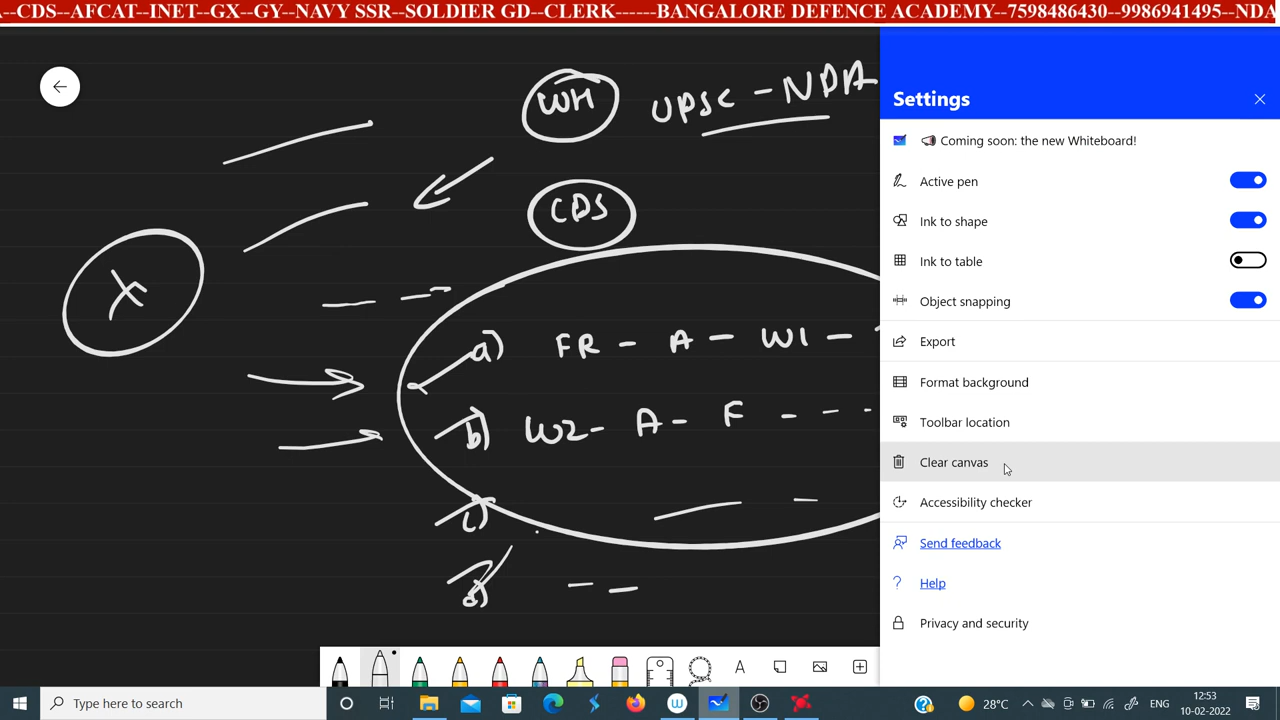 --CDS--AFCAT--INET--GX--GY--NAVY SSR--SOLDIER GD--CLERK------BANGALORE DEFENCE ACADEMY--7598486430--9986941495--NDA
WH UPSC - NDA
CDS
X
a) FR - A - W1 -
b) W2 - A - F - - -
c)
d)
Settings
Coming soon: the new Whiteboard!
Active pen
Ink to shape
Ink to table
Object snapping
Export
Format background
Toolbar location
Clear canvas
Accessibility checker
Send feedback
Help
Privacy and security
Type here to search
28°C
ENG
12:53
10-02-2022